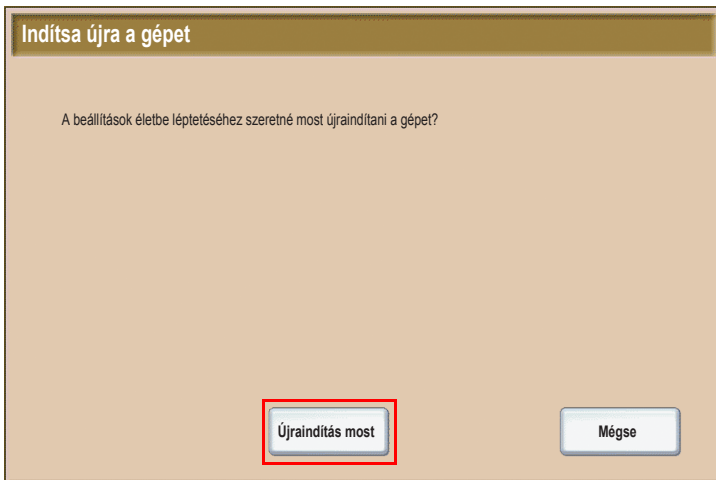 Indítsa újra a gépet
A beállítások életbe léptetéséhez szeretné most újraindítani a gépet?
Újraindítás most
Mégse